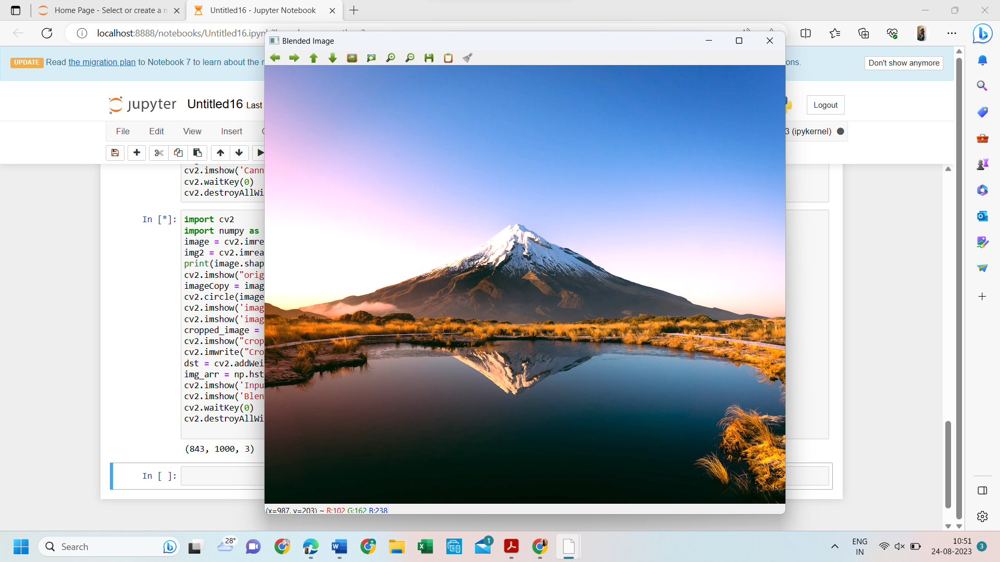 Home Page - Select or create a n
Untitled16 - Jupyter Notebook
localhost:8888/notebooks/Untitled16.ipynb
Blended Image
UPDATE Read the migration plan to Notebook 7 to learn about the
ons.
Don't show anymore
jupyter Untitled16 Last
Logout
File Edit View Insert
3 (ipykernel)
cv2.imshow('Cann
cv2.waitKey(0)
cv2.destroyAllWi
In [*]: import cv2
import numpy as
image = cv2.imre
img2 = cv2.imrea
print(image.shap
cv2.imshow("orig
imageCopy = imag
cv2.circle(image
cv2.imshow('imag
cv2.imshow('imag
cropped_image =
cv2.imshow("crop
cv2.imwrite("Cro
dst = cv2.addWei
img_arr = np.hst
cv2.imshow('Inpu
cv2.imshow('Blen
cv2.waitKey(0)
cv2.destroyAllWi
(843, 1000, 3)
In [ ]:
(x=987, y=203) ~ R:102 G:162 B:238
Search
28°
1
ENG
IN
10:51
24-08-2023
3